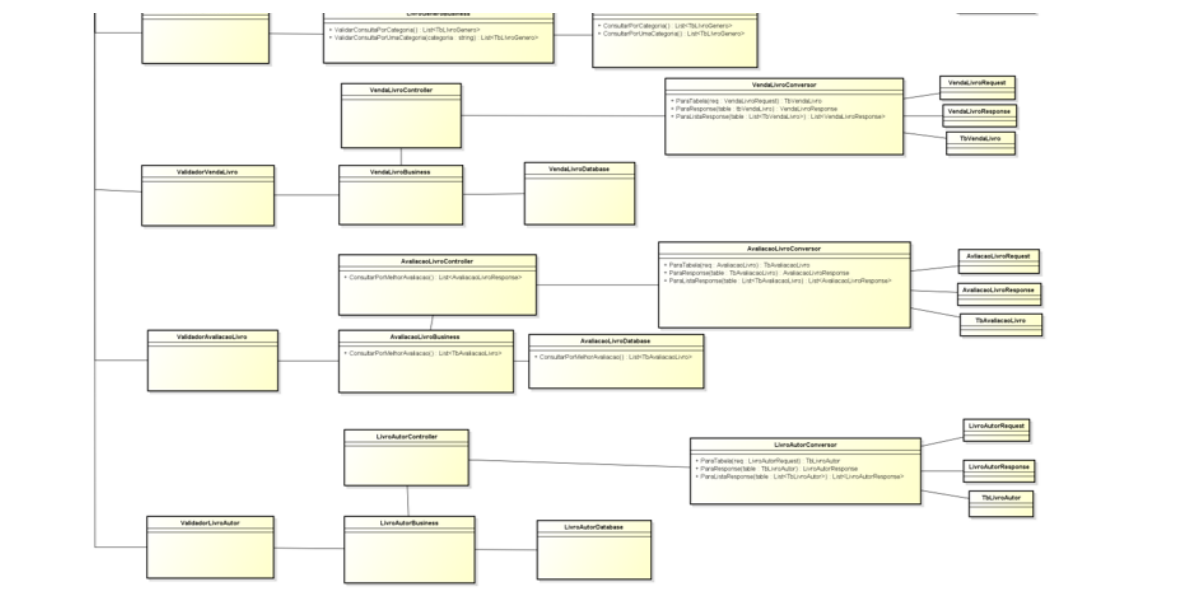 LivroGeneroBusiness
+ ValidarConsultaPorCategoria() : List<TbLivroGenero>
+ ValidarConsultaPorUmaCategoria(categoria : string) : List<TbLivroGenero>
+ ConsultarPorCategoria() : List<TbLivroGenero>
+ ConsultarPorUmaCategoria() : List<TbLivroGenero>
VendaLivroController
VendaLivroConversor
+ ParaTabela(req : VendaLivroRequest) : TbVendaLivro
+ ParaResponse(table : tbVendaLivro) : VendaLivroResponse
+ ParaListaResponse(table : List<TbVendaLivro>) : List<VendaLivroResponse>
VendaLivroRequest
VendaLivroResponse
TbVendaLivro
ValidadorVendaLivro
VendaLivroBusiness
VendaLivroDatabase
AvaliacaoLivroController
+ ConsultarPorMelhorAvaliacao() : List<AvaliacaoLivroResponse>
AvaliacaoLivroConversor
+ ParaTabela(req : AvaliacaoLivro) : TbAvaliacaoLivro
+ ParaResponse(table : TbAvaliacaoLivro) : AvaliacaoLivroResponse
+ ParaListaResponse(table : List<TbAvaliacaoLivro) : List<AvaliacaoLivroResponse>
AvliacaoLivroRequest
AvaliacaoLivroResponse
TbAvaliacaoLivro
ValidadorAvaliacaoLivro
AvaliacaoLivroBusiness
+ ConsultarPorMelhorAvaliacao() : List<TbAvaliacaoLivro>
AvaliacaoLivroDatabase
+ ConsultarPorMelhorAvaliacao() : List<TbAvaliacaoLivro>
LivroAutorController
LivroAutorConversor
+ ParaTabela(req : LivroAutorRequest) : TbLivroAutor
+ ParaResponse(table : TbLivroAutor) : LivroAutorResponse
+ ParaListaResponse(table : List<TbLivroAutor>) : List<LivroAutorResponse>
LivroAutorRequest
LivroAutorResponse
TbLivroAutor
ValidadorLivroAutor
LivroAutorBusiness
LivroAutorDatabase